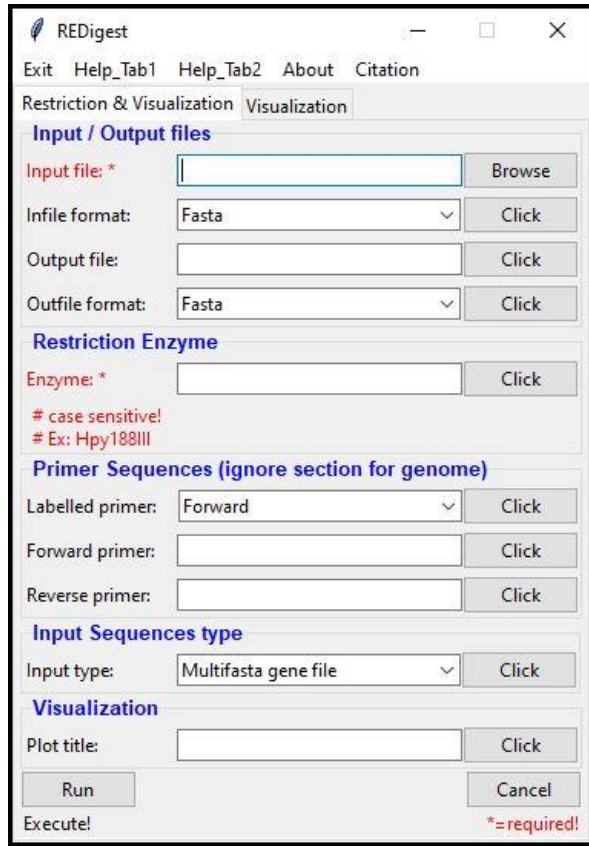 REDigest
Exit Help_Tab1 Help_Tab2 About Citation
Restriction & Visualization Visualization
Input / Output files
Input file: * Browse
Infile format: Fasta Click
Output file: Click
Outfile format: Fasta Click
Restriction Enzyme
Enzyme: * Click
# case sensitive!
# Ex: Hpy188III
Primer Sequences (ignore section for genome)
Labelled primer: Forward Click
Forward primer: Click
Reverse primer: Click
Input Sequences type
Input type: Multifasta gene file Click
Visualization
Plot title: Click
Run Cancel
Execute! *=required!